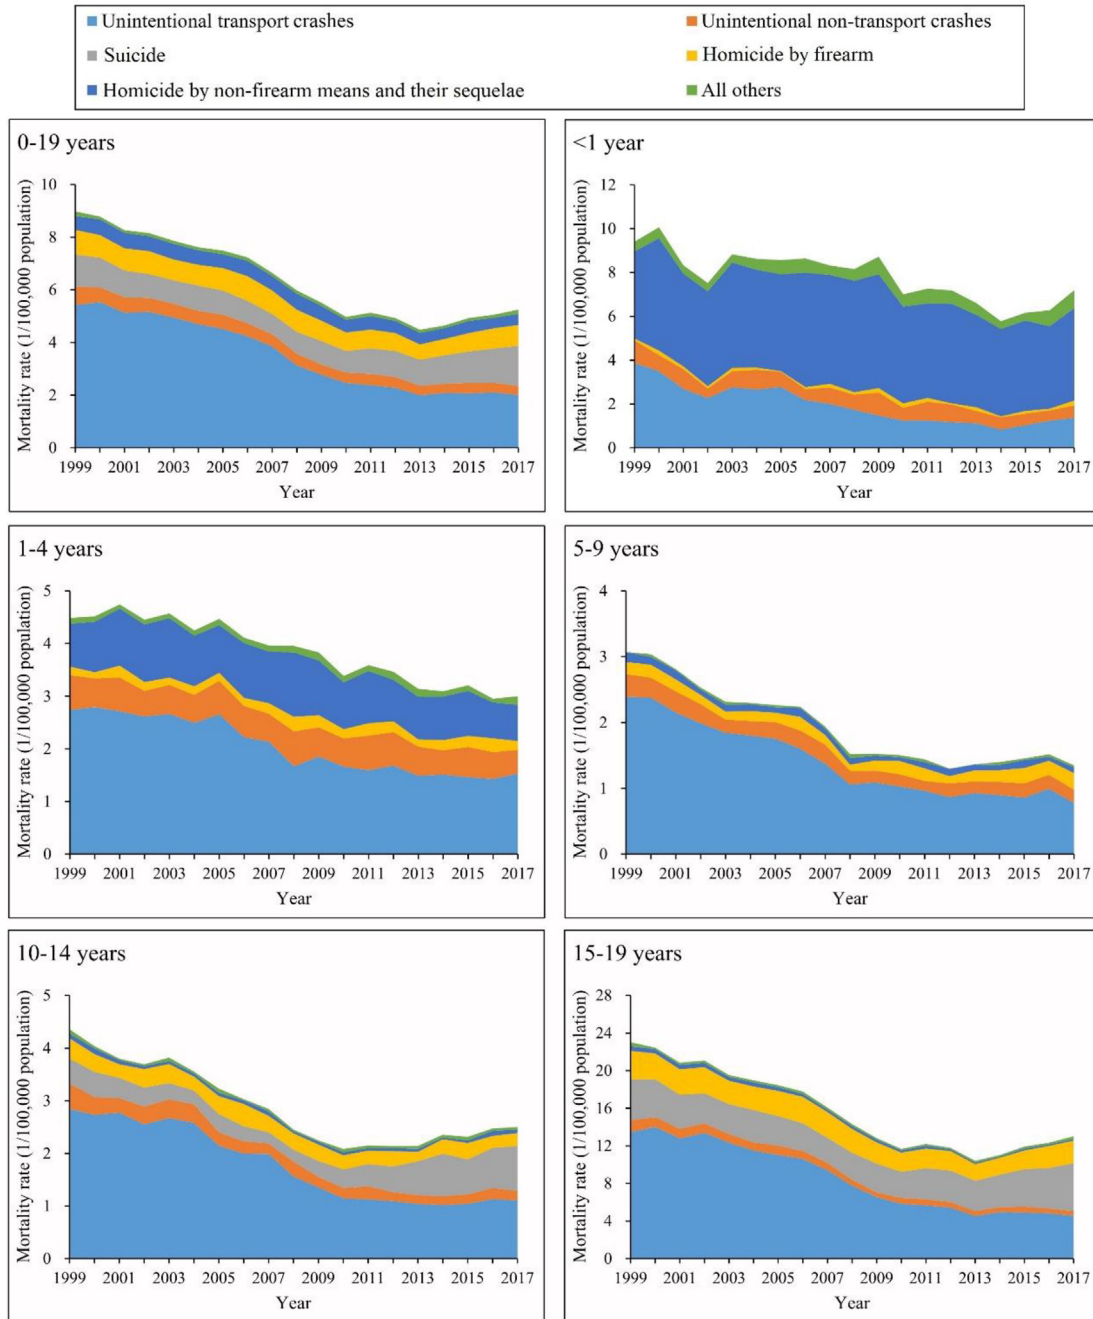 Unintentional transport crashes
Unintentional non-transport crashes
Suicide
Homicide by firearm
Homicide by non-firearm means and their sequelae
All others
0-19 years
Mortality rate (1/100,000 population)
10
8
6
4
2
0
1999 2001 2003 2005 2007 2009 2011 2013 2015 2017
Year
<1 year
Mortality rate (1/100,000 population)
12
10
8
6
4
2
0
1999 2001 2003 2005 2007 2009 2011 2013 2015 2017
Year
1-4 years
Mortality rate (1/100,000 population)
5
4
3
2
1
0
1999 2001 2003 2005 2007 2009 2011 2013 2015 2017
Year
5-9 years
Mortality rate (1/100,000 population)
4
3
2
1
0
1999 2001 2003 2005 2007 2009 2011 2013 2015 2017
Year
10-14 years
Mortality rate (1/100,000 population)
5
4
3
2
1
0
1999 2001 2003 2005 2007 2009 2011 2013 2015 2017
Year
15-19 years
Mortality rate (1/100,000 population)
28
24
20
16
12
8
4
0
1999 2001 2003 2005 2007 2009 2011 2013 2015 2017
Year